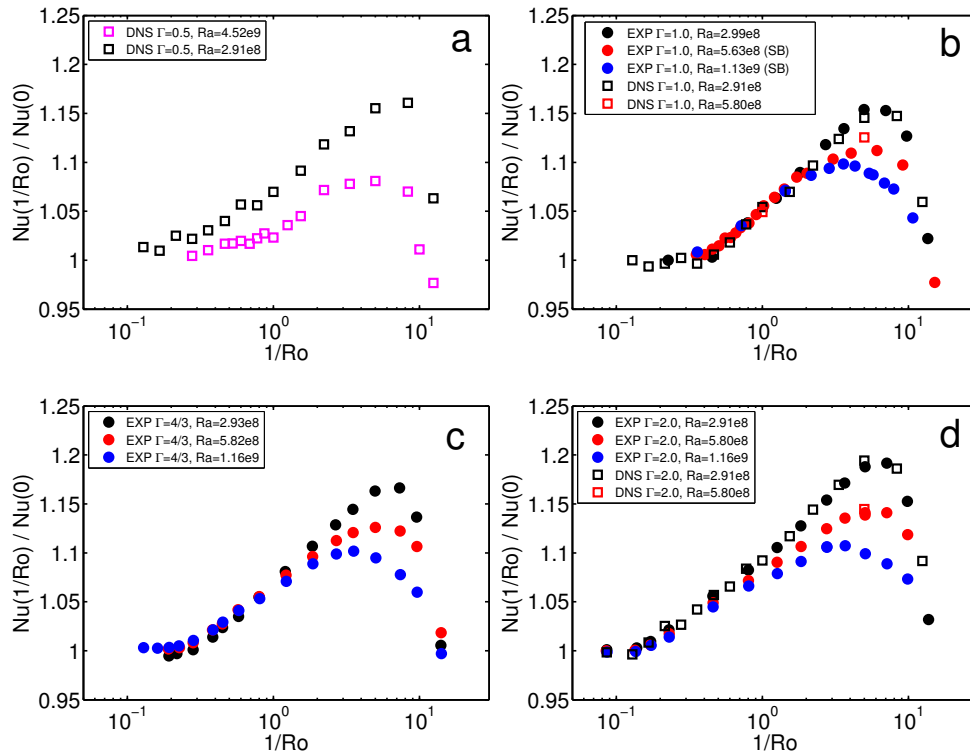 a
DNS Γ=0.5, Ra=4.52e9
DNS Γ=0.5, Ra=2.91e8
1.25
1.2
1.15
1.1
1.05
1
0.95
10⁻¹ 10⁰ 10¹
1/Ro
Nu(1/Ro) / Nu(0)
b
EXP Γ=1.0, Ra=2.99e8
EXP Γ=1.0, Ra=5.63e8 (SB)
EXP Γ=1.0, Ra=1.13e9 (SB)
DNS Γ=1.0, Ra=2.91e8
DNS Γ=1.0, Ra=5.80e8
1.25
1.2
1.15
1.1
1.05
1
0.95
10⁻¹ 10⁰ 10¹
1/Ro
Nu(1/Ro) / Nu(0)
c
EXP Γ=4/3, Ra=2.93e8
EXP Γ=4/3, Ra=5.82e8
EXP Γ=4/3, Ra=1.16e9
1.25
1.2
1.15
1.1
1.05
1
0.95
10⁻¹ 10⁰ 10¹
1/Ro
Nu(1/Ro) / Nu(0)
d
EXP Γ=2.0, Ra=2.91e8
EXP Γ=2.0, Ra=5.80e8
EXP Γ=2.0, Ra=1.16e9
DNS Γ=2.0, Ra=2.91e8
DNS Γ=2.0, Ra=5.80e8
1.25
1.2
1.15
1.1
1.05
1
0.95
10⁻¹ 10⁰ 10¹
1/Ro
Nu(1/Ro) / Nu(0)